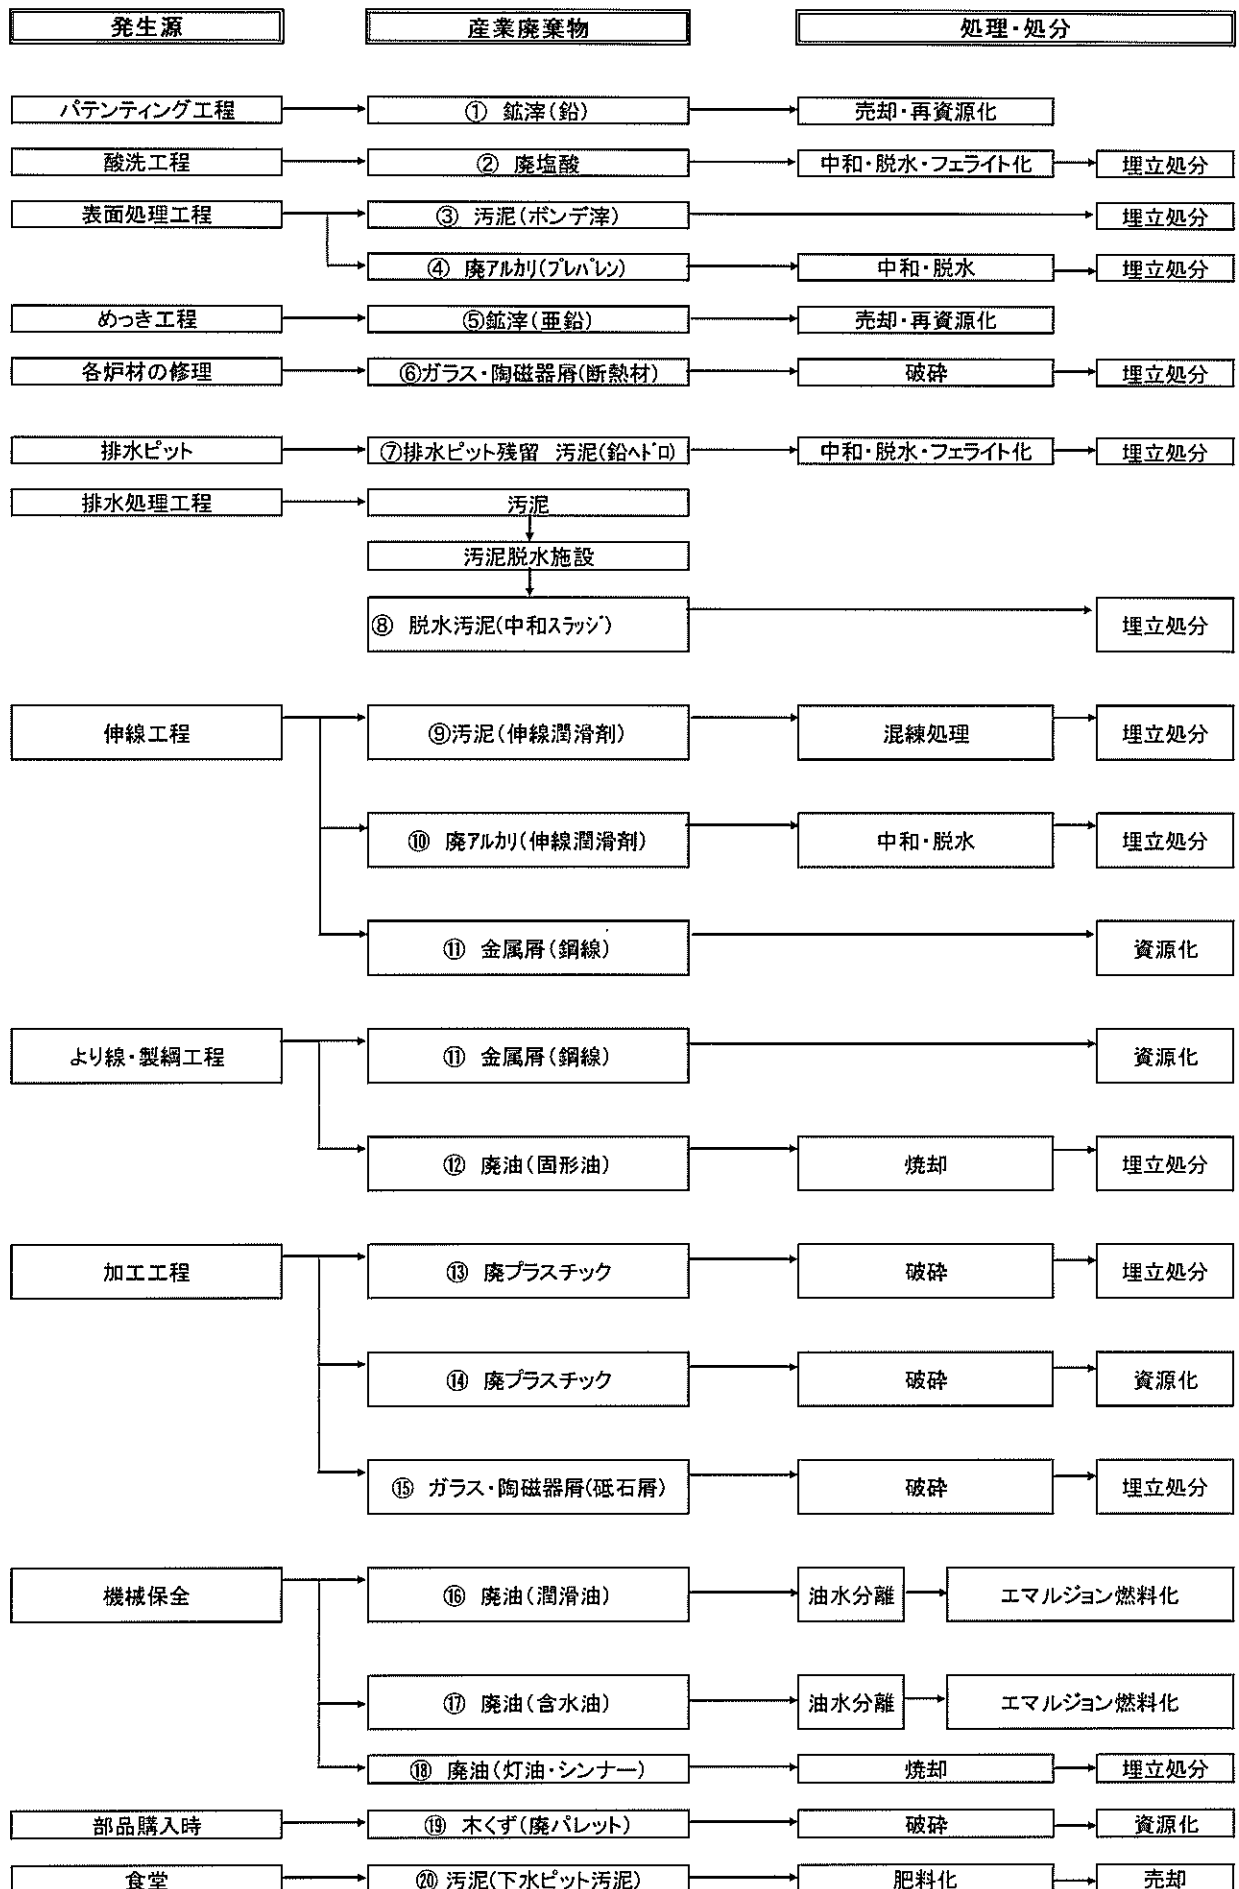 発生源 産業廃棄物 処理・処分
パテンティング工程 ① 鉱滓(鉛) 売却・再資源化
酸洗工程 ② 廃塩酸 中和・脱水・フェライト化 埋立処分
表面処理工程 ③ 汚泥(ボンデ滓) 埋立処分
④ 廃アルカリ(プレパレン) 中和・脱水 埋立処分
めっき工程 ⑤鉱滓(亜鉛) 売却・再資源化
各炉材の修理 ⑥ガラス・陶磁器屑(断熱材) 破砕 埋立処分
排水ピット ⑦排水ピット残留 汚泥(鉛ヘドロ) 中和・脱水・フェライト化 埋立処分
排水処理工程 汚泥
汚泥脱水施設
⑧ 脱水汚泥(中和スラッジ) 埋立処分
伸線工程 ⑨汚泥(伸線潤滑剤) 混練処理 埋立処分
⑩ 廃アルカリ(伸線潤滑剤) 中和・脱水 埋立処分
⑪ 金属屑(鋼線) 資源化
より線・製綱工程 ⑪ 金属屑(鋼線) 資源化
⑫ 廃油(固形油) 焼却 埋立処分
加工工程 ⑬ 廃プラスチック 破砕 埋立処分
⑭ 廃プラスチック 破砕 資源化
⑮ ガラス・陶磁器屑(砥石屑) 破砕 埋立処分
機械保全 ⑯ 廃油(潤滑油) 油水分離 エマルジョン燃料化
⑰ 廃油(含水油) 油水分離 エマルジョン燃料化
⑱ 廃油(灯油・シンナー) 焼却 埋立処分
部品購入時 ⑲ 木くず(廃パレット) 破砕 資源化
食堂 ⑳ 汚泥(下水ピット汚泥) 肥料化 売却